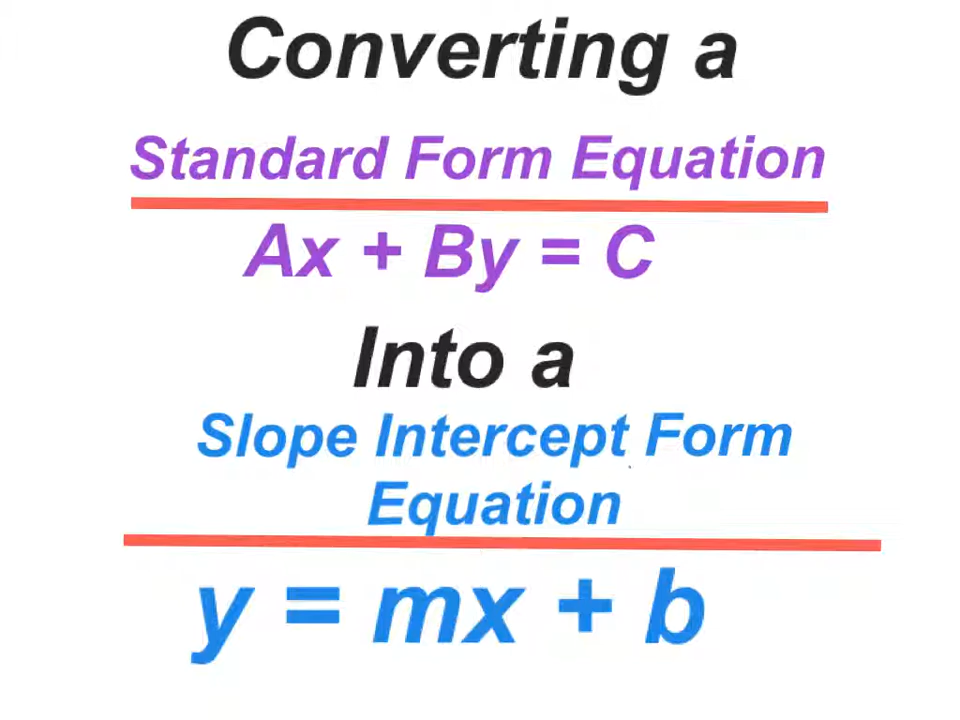 Converting a
Standard Form Equation
Ax + By = C
Into a
Slope Intercept Form
Equation
y = mx + b